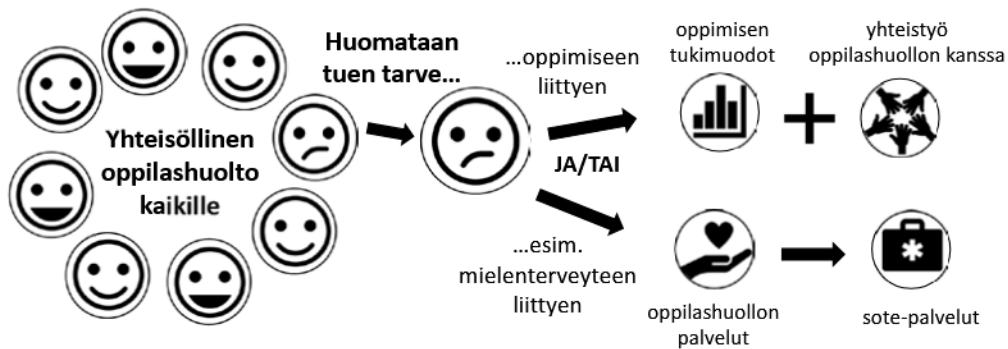 Yhteisöllinen
oppilashuolto
kaikille
Huomataan
tuen tarve...
...oppimiseen
liittyen
JA/TAI
...esim.
mielenterveyteen
liittyen
oppimisen
tukimuodot
yhteistyö
oppilashuollon kanssa
oppilashuollon
palvelut
sote-palvelut